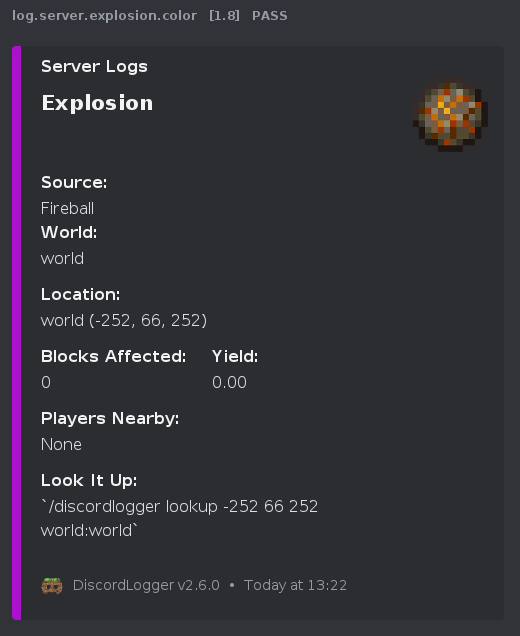 log.server.explosion.color [1.8] PASS
Server Logs
Explosion
Source:
Fireball
World:
world
Location:
world (-252, 66, 252)
Blocks Affected: Yield:
0 0.00
Players Nearby:
None
Look It Up:
`/discordlogger lookup -252 66 252
world:world`
DiscordLogger v2.6.0 • Today at 13:22